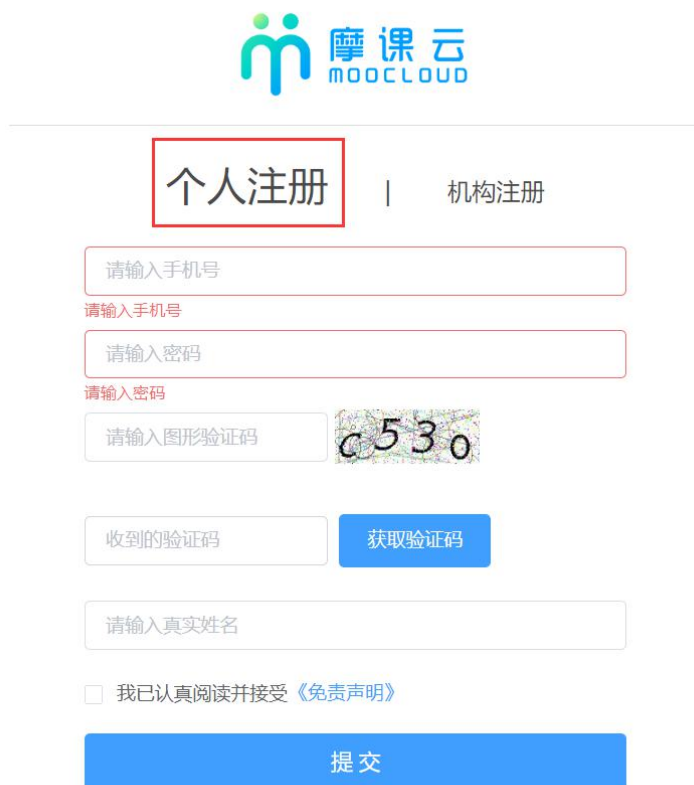 摩课云
MOOCLOUD
个人注册 | 机构注册
请输入手机号
请输入手机号
请输入密码
请输入密码
请输入图形验证码 c530
收到的验证码 获取验证码
请输入真实姓名
我已认真阅读并接受《免责声明》
提交